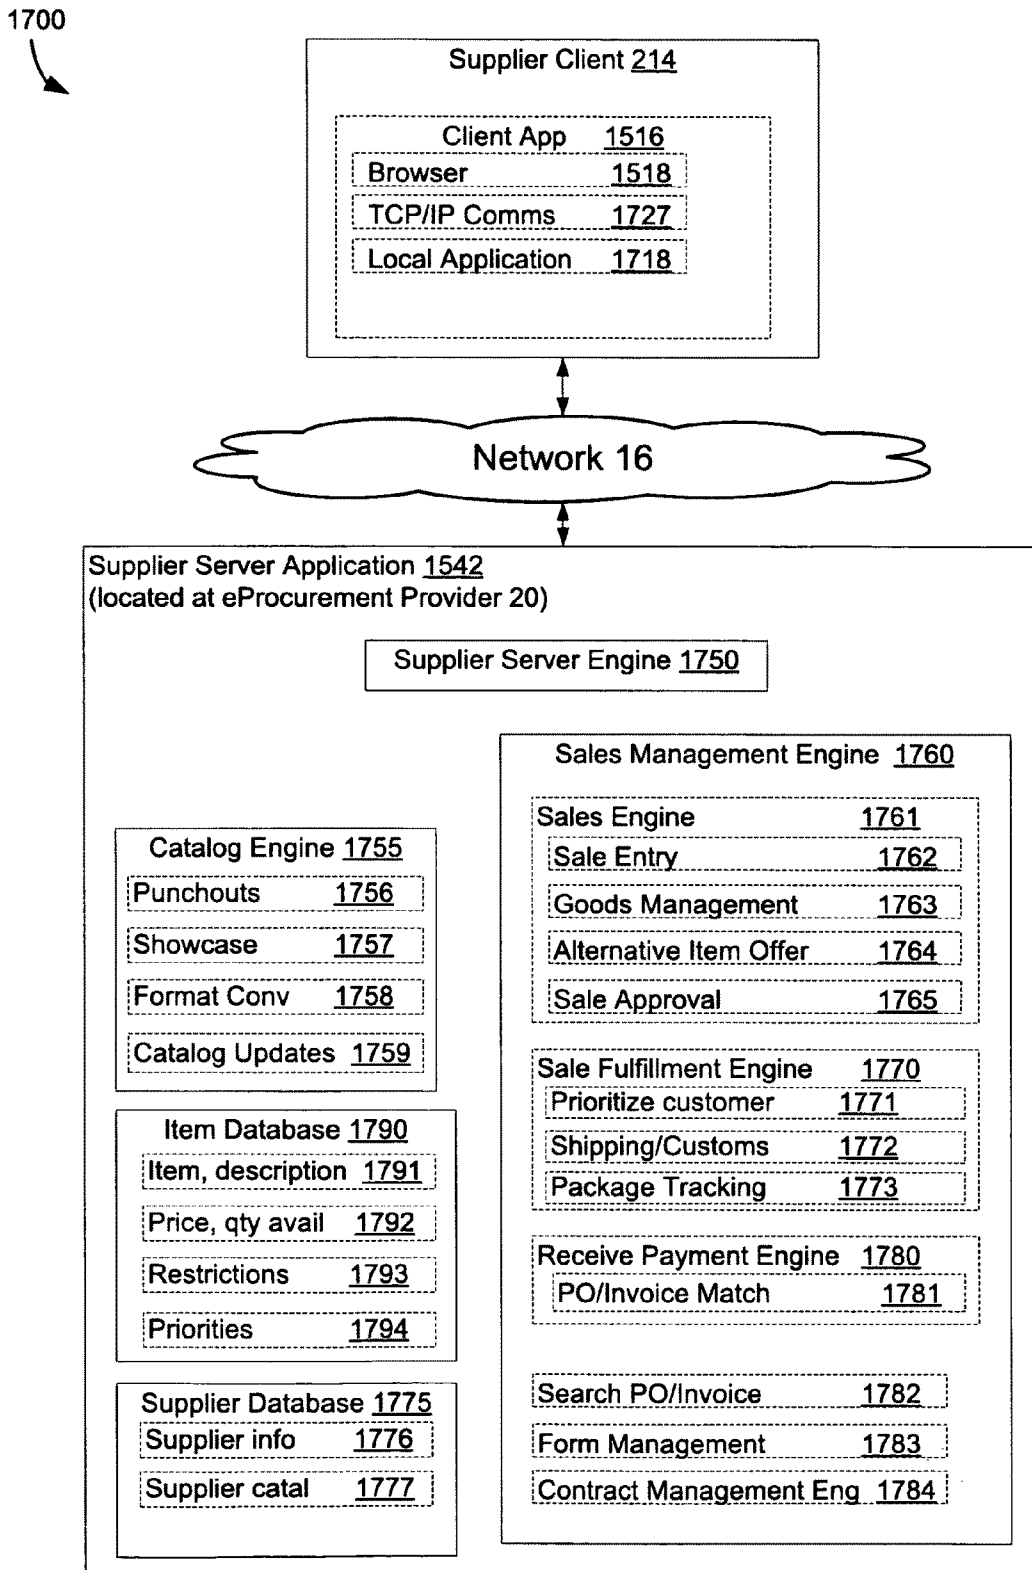 1700
Supplier Client 214
Client App 1516
Browser 1518
TCP/IP Comms 1727
Local Application 1718
Network 16
Supplier Server Application 1542
(located at eProcurement Provider 20)
Supplier Server Engine 1750
Catalog Engine 1755
Punchouts 1756
Showcase 1757
Format Conv 1758
Catalog Updates 1759
Item Database 1790
Item, description 1791
Price, qty avail 1792
Restrictions 1793
Priorities 1794
Supplier Database 1775
Supplier info 1776
Supplier catal 1777
Sales Management Engine 1760
Sales Engine 1761
Sale Entry 1762
Goods Management 1763
Alternative Item Offer 1764
Sale Approval 1765
Sale Fulfillment Engine 1770
Prioritize customer 1771
Shipping/Customs 1772
Package Tracking 1773
Receive Payment Engine 1780
PO/Invoice Match 1781
Search PO/Invoice 1782
Form Management 1783
Contract Management Eng 1784